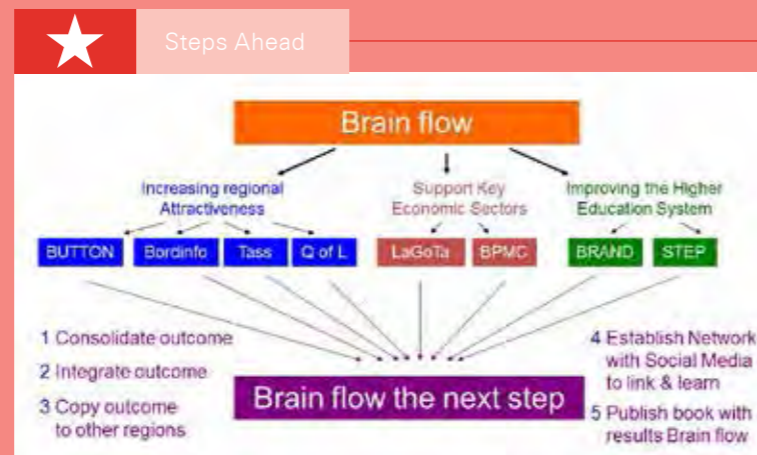 Steps Ahead
Brain flow
Increasing regional
Attractiveness
Support Key
Economic Sectors
Improving the Higher
Education System
BUTTON
Bordinfo
Tass
Q of L
LaGoTa
BPMC
BRAND
STEP
1 Consolidate outcome
2 Integrate outcome
3 Copy outcome
to other regions
Brain flow the next step
4 Establish Network
with Social Media
to link & learn
5 Publish book with
results Brain flow